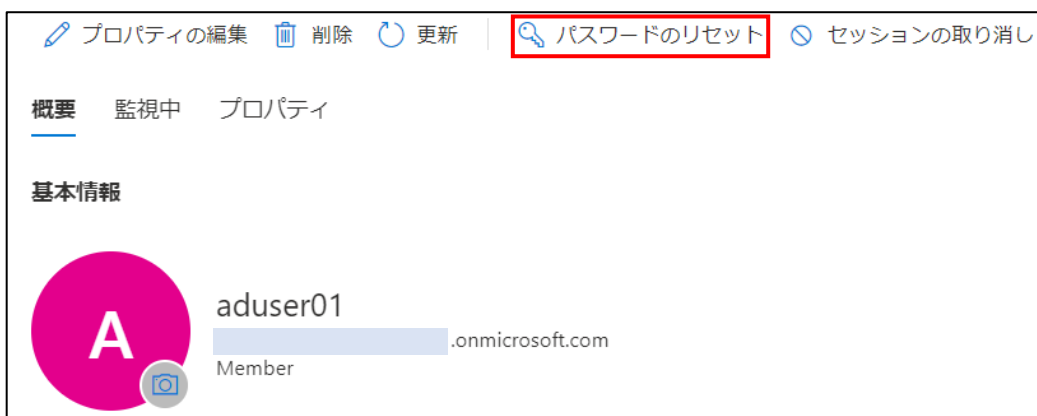 プロパティの編集 削除 更新 パスワードのリセット セッションの取り消し
概要 監視中 プロパティ
基本情報
A
aduser01
.onmicrosoft.com
Member